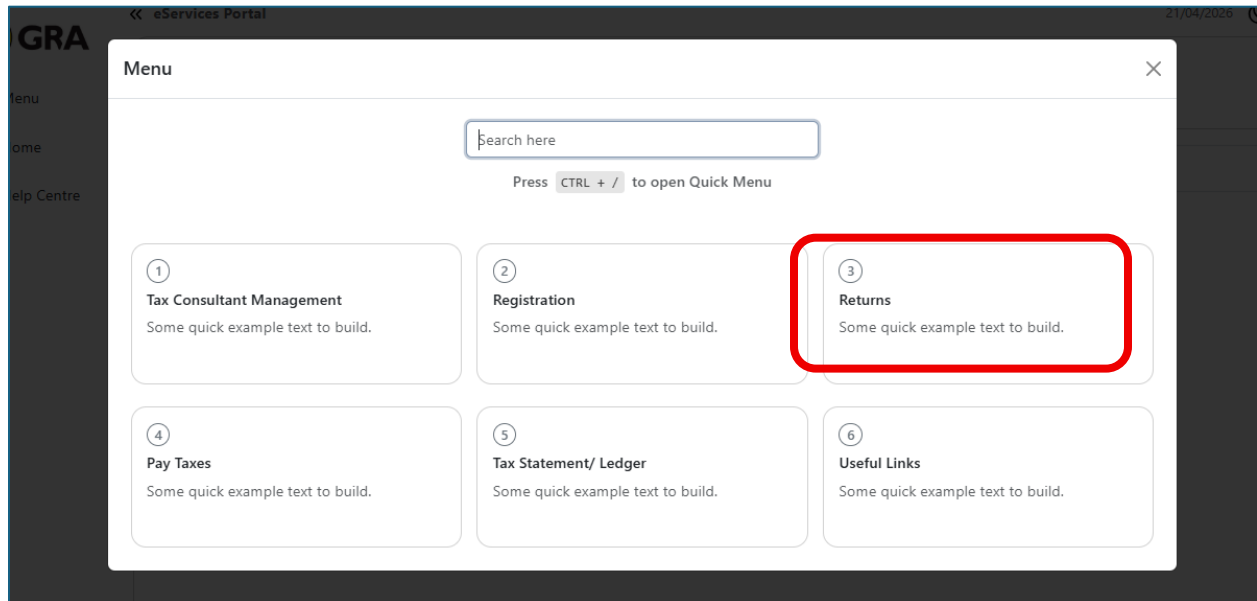 « eServices Portal
21/04/2026
GRA
Menu
×
enu
ome
elp Centre
Search here
Press CTRL + / to open Quick Menu
1
Tax Consultant Management
Some quick example text to build.
2
Registration
Some quick example text to build.
3
Returns
Some quick example text to build.
4
Pay Taxes
Some quick example text to build.
5
Tax Statement/ Ledger
Some quick example text to build.
6
Useful Links
Some quick example text to build.